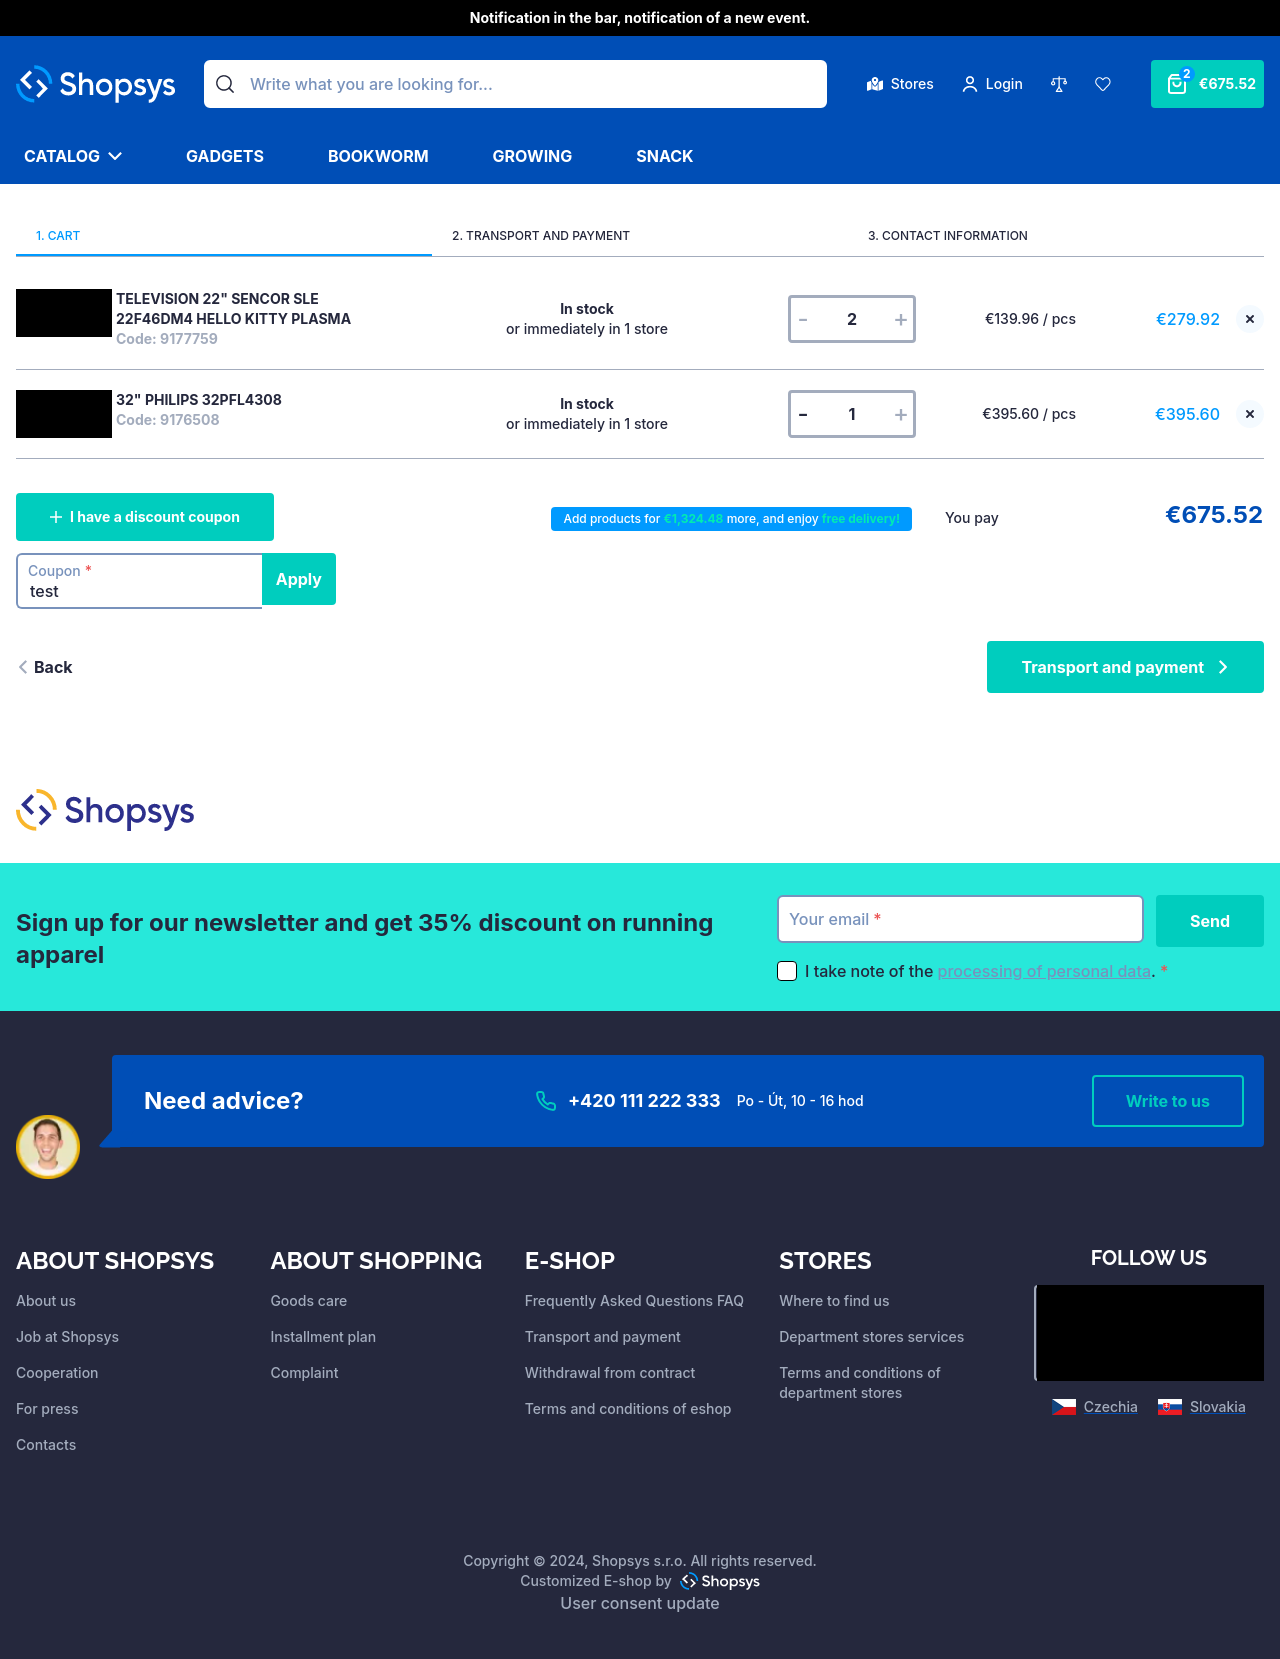 Notification in the bar, notification of a new event.
Shopsys
Write what you are looking for...
Stores
Login
2
€675.52
CATALOG
GADGETS
BOOKWORM
GROWING
SNACK
1. CART
2. TRANSPORT AND PAYMENT
3. CONTACT INFORMATION
TELEVISION 22" SENCOR SLE
22F46DM4 HELLO KITTY PLASMA
Code: 9177759
In stock
or immediately in 1 store
- 2 +
€139.96 / pcs
€279.92
32" PHILIPS 32PFL4308
Code: 9176508
In stock
or immediately in 1 store
- 1 +
€395.60 / pcs
€395.60
I have a discount coupon
Add products for €1,324.48 more, and enjoy free delivery!
You pay
€675.52
Coupon *
test
Apply
Back
Transport and payment
Shopsys
Sign up for our newsletter and get 35% discount on running
apparel
Your email *
Send
I take note of the processing of personal data. *
Need advice?
+420 111 222 333
Po - Út, 10 - 16 hod
Write to us
ABOUT SHOPSYS
About us
Job at Shopsys
Cooperation
For press
Contacts
ABOUT SHOPPING
Goods care
Installment plan
Complaint
E-SHOP
Frequently Asked Questions FAQ
Transport and payment
Withdrawal from contract
Terms and conditions of eshop
STORES
Where to find us
Department stores services
Terms and conditions of
department stores
FOLLOW US
Czechia
Slovakia
Copyright © 2024, Shopsys s.r.o. All rights reserved.
Customized E-shop by Shopsys
User consent update